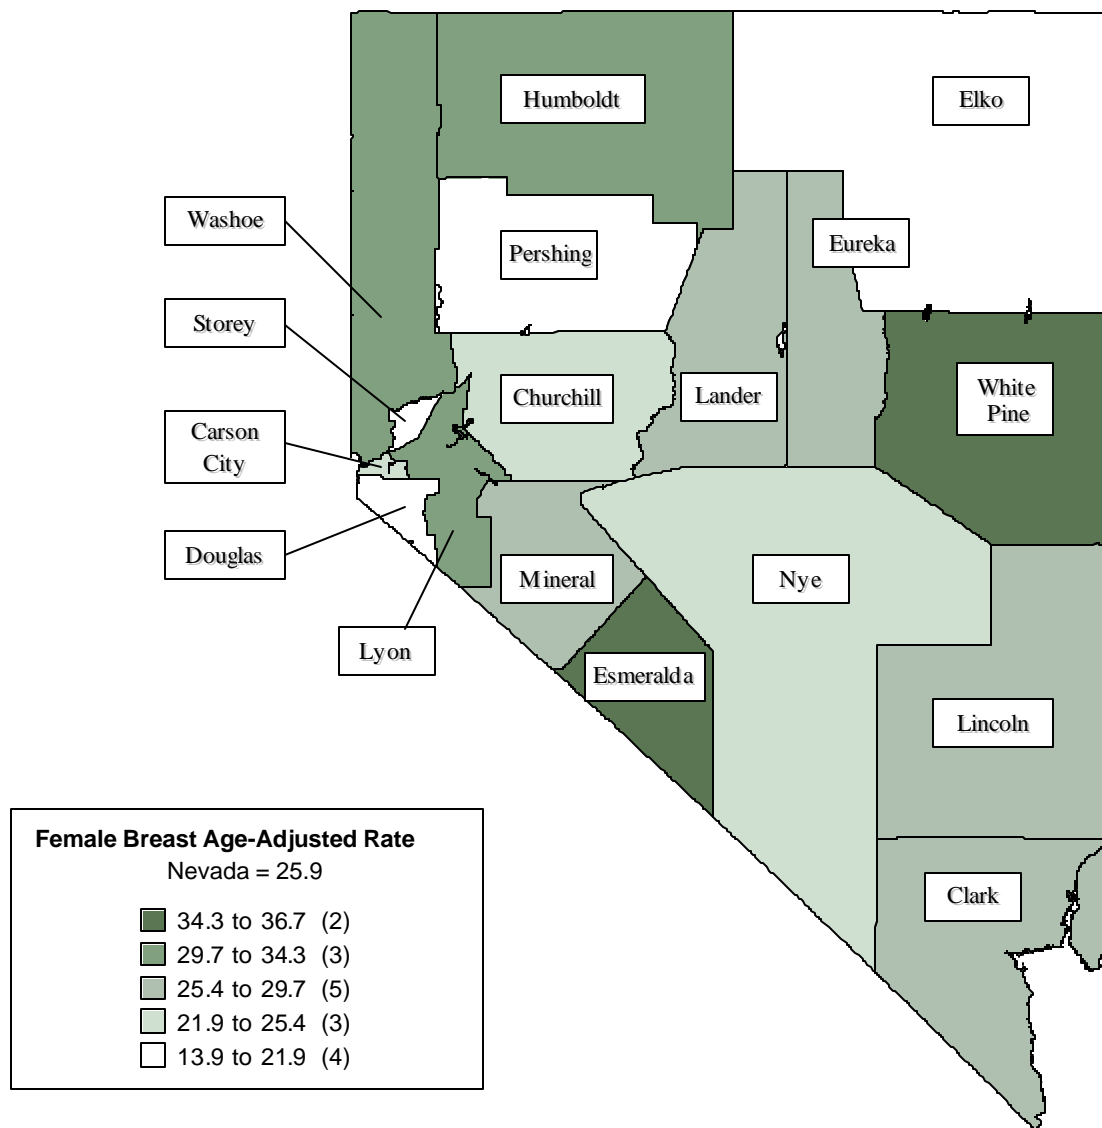 Humboldt
Elko
Washoe
Pershing
Eureka
Storey
Churchill
Lander
White
Pine
Carson
City
Douglas
Mineral
Nye
Lyon
Esmeralda
Lincoln
Clark
Female Breast Age-Adjusted Rate
Nevada = 25.9
34.3 to 36.7 (2)
29.7 to 34.3 (3)
25.4 to 29.7 (5)
21.9 to 25.4 (3)
13.9 to 21.9 (4)